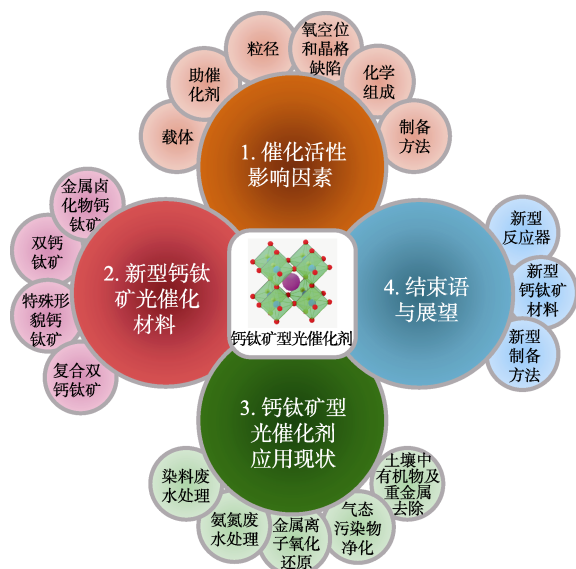 载体
助催
化剂
粒径
氧空位
和晶格
缺陷
化学
组成
制备
方法
1. 催化活性
影响因素
金属卤
化物钙
钛矿
双钙
钛矿
特殊形
貌钙
钛矿
复合双
钙钛矿
2. 新型钙钛
矿光催化
材料
钙钛矿型光催化剂
4. 结束语
与展望
新型
反应器
新型
钙钛矿
材料
新型
制备
方法
3. 钙钛矿型
光催化剂
应用现状
染料废
水处理
氨氮废
水处理
金属离
子氧化
还原
气态
污染物
净化
土壤中
有机物及
重金属
去除